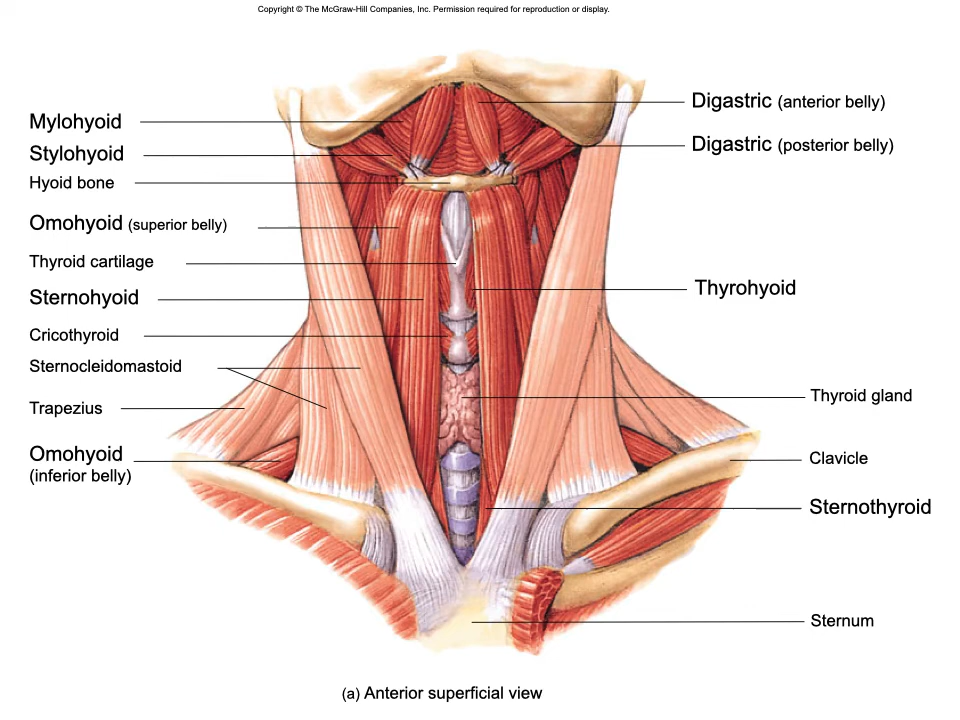 Copyright © The McGraw-Hill Companies, Inc. Permission required for reproduction or display.
Mylohyoid
Stylohyoid
Hyoid bone
Omohyoid (superior belly)
Thyroid cartilage
Sternohyoid
Cricothyroid
Sternocleidomastoid
Trapezius
Omohyoid
(inferior belly)
Digastric (anterior belly)
Digastric (posterior belly)
Thyrohyoid
Thyroid gland
Clavicle
Sternothyroid
Sternum
(a) Anterior superficial view